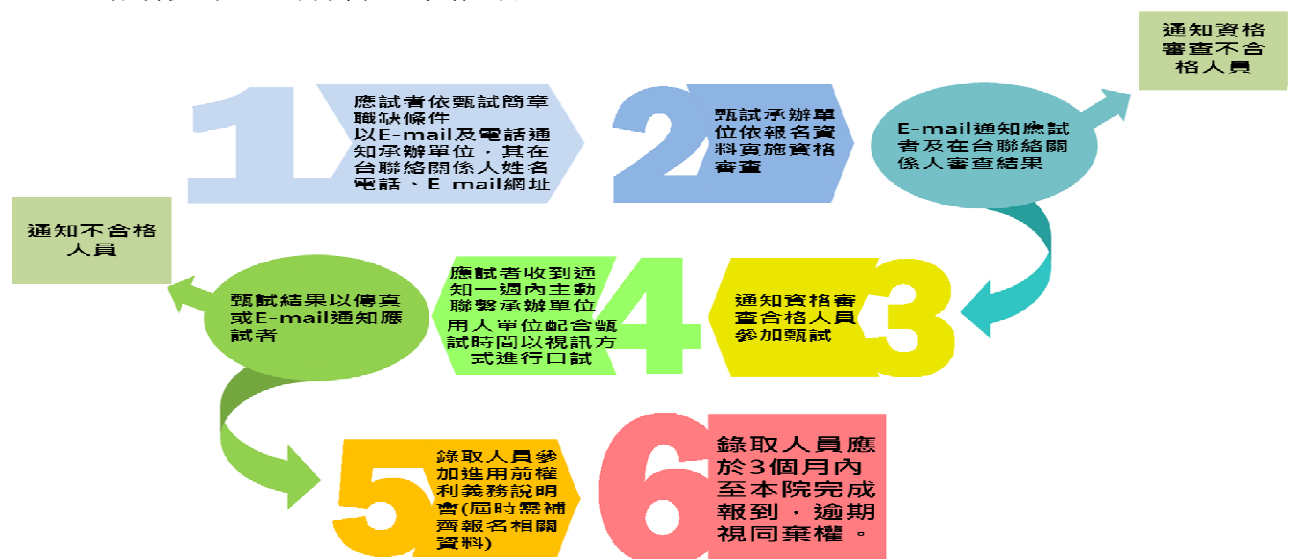 1
應試者依甄試簡章
職缺條件
以E-mail及電話通
知承辦單位，其在
台聯絡關係人姓名
電話、E mail網址
2
甄試承辦單
位依報名資
料實施資格
審查
E-mail通知應試
者及在台聯絡關
係人審查結果
通知資格
審查不合
格人員
3
通知資格審
查合格人員
參加甄試
4
應試者收到通
知一週內主動
聯繫承辦單位
用人單位配合甄
試時間以視訊方
式進行口試
甄試結果以傳真
或E-mail通知應
試者
通知不合格
人員
5
錄取人員參
加進用前權
利義務說明
會(屆時需補
齊報名相關
資料)
6
錄取人員應
於3個月內
至本院完成
報到，逾期
視同棄權。